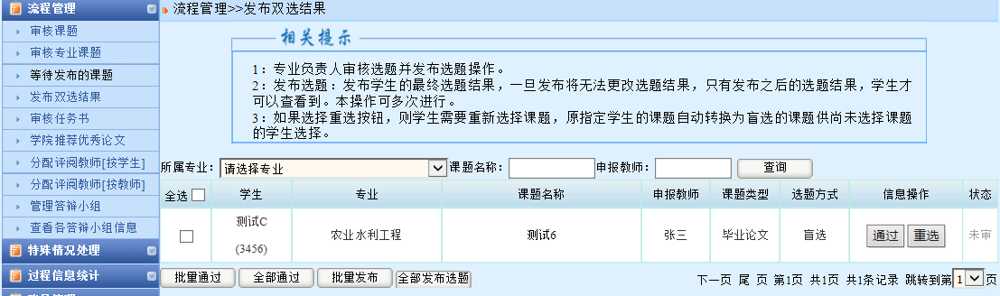 流程管理
审核课题
审核专业课题
等待发布的课题
发布双选结果
审核任务书
学院推荐优秀论文
分配评阅教师[按学生]
分配评阅教师[按教师]
管理答辩小组
查看各答辩小组信息
特殊情况处理
过程信息统计
流程管理>>发布双选结果
相关提示
1：专业负责人审核选题并发布选题操作。
2：发布选题：发布学生的最终选题结果，一旦发布将无法更改选题结果，只有发布之后的选题结果，学生才
可以查看到。本操作可多次进行。
3：如果选择重选按钮，则学生需要重新选择课题，原指定学生的课题自动转换为盲选的课题供尚未选择课题
的学生选择。
所属专业：请选择专业 课题名称： 申报教师： 查询
全选 学生 专业 课题名称 申报教师 课题类型 选题方式 信息操作 状态
测试C
(3456)
农业水利工程 测试6 张三 毕业论文 盲选 通过 重选 未审
批量通过 全部通过 批量发布 全部发布选题
下一页 尾 页 第1页 共1页 共1条记录 跳转到第1页